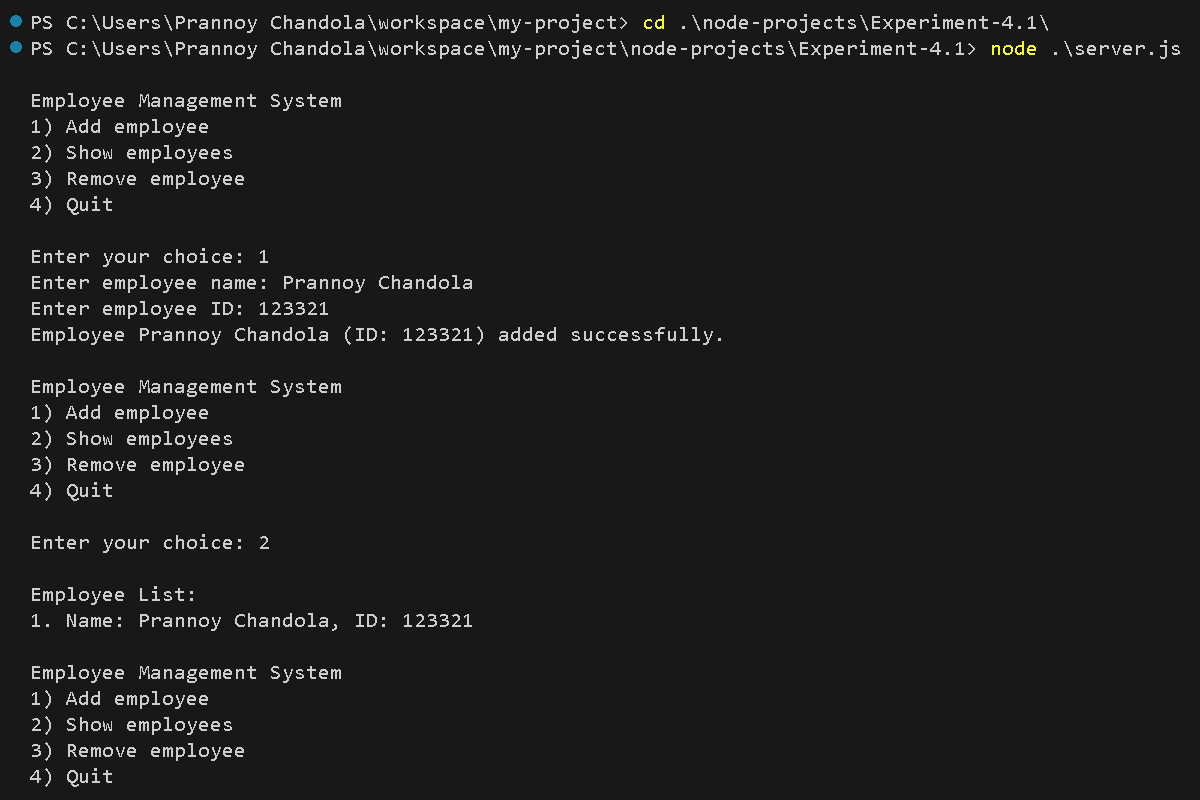 PS C:\Users\Prannoy Chandola\workspace\my-project> cd .\node-projects\Experiment-4.1\
PS C:\Users\Prannoy Chandola\workspace\my-project\node-projects\Experiment-4.1> node .\server.js
Employee Management System
1) Add employee
2) Show employees
3) Remove employee
4) Quit
Enter your choice: 1
Enter employee name: Prannoy Chandola
Enter employee ID: 123321
Employee Prannoy Chandola (ID: 123321) added successfully.
Employee Management System
1) Add employee
2) Show employees
3) Remove employee
4) Quit
Enter your choice: 2
Employee List:
1. Name: Prannoy Chandola, ID: 123321
Employee Management System
1) Add employee
2) Show employees
3) Remove employee
4) Quit